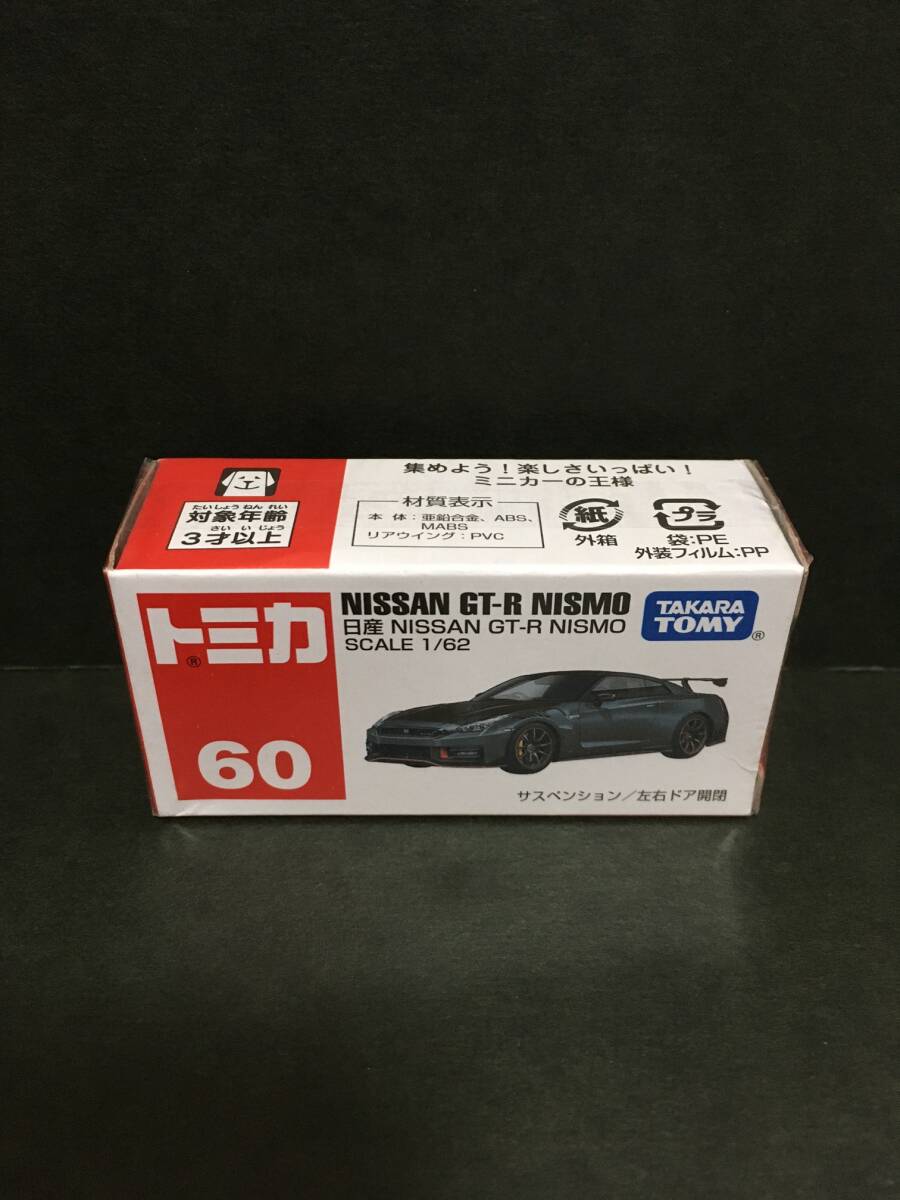 たいしょうねんれい
対象年齢
さいいじょう
3才以上
集めよう！楽しさいっぱい！
ミニカーの王様
材質表示
本 体：亜鉛合金、ABS、
MABS
リアウイング：PVC
紙
外箱
プラ
袋:PE
外装フィルム:PP
トミカ®
60
NISSAN GT-R NISMO
日産 NISSAN GT-R NISMO
SCALE 1/62
TAKARA
TOMY®
サスペンション／左右ドア開閉